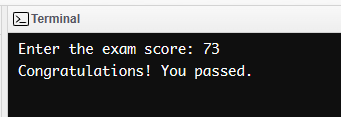 Terminal
Enter the exam score: 73
Congratulations! You passed.